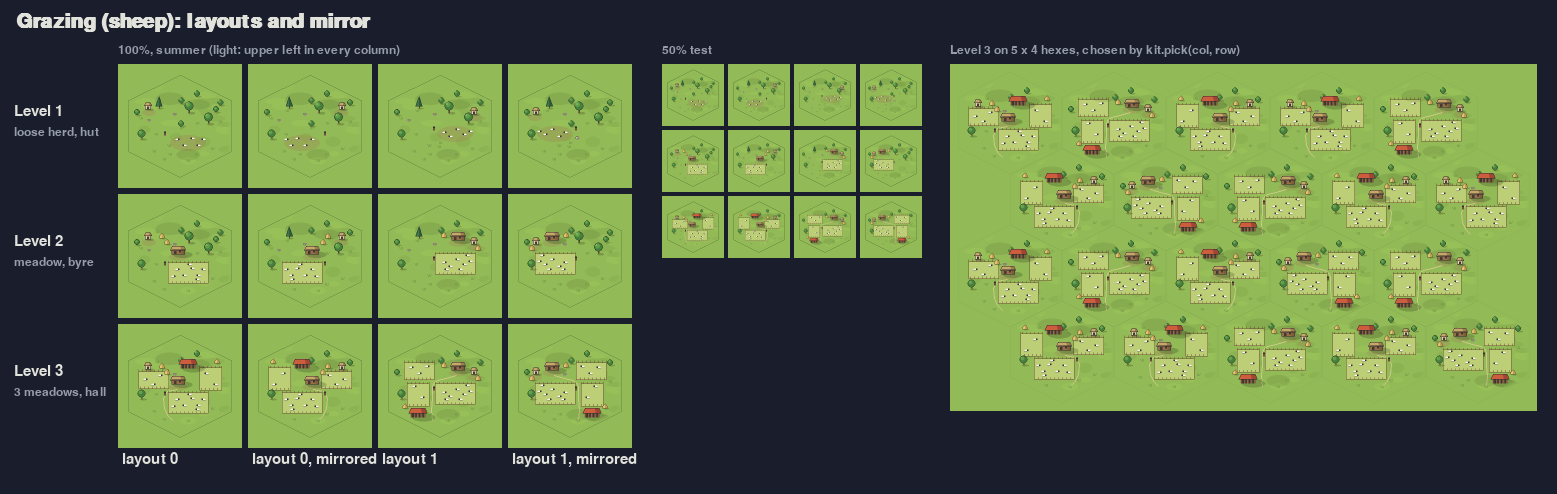 Grazing (sheep): layouts and mirror
100%, summer (light: upper left in every column)
50% test
Level 3 on 5 x 4 hexes, chosen by kit.pick(col, row)
Level 1
loose herd, hut
Level 2
meadow, byre
Level 3
3 meadows, hall
layout 0
layout 0, mirrored
layout 1
layout 1, mirrored